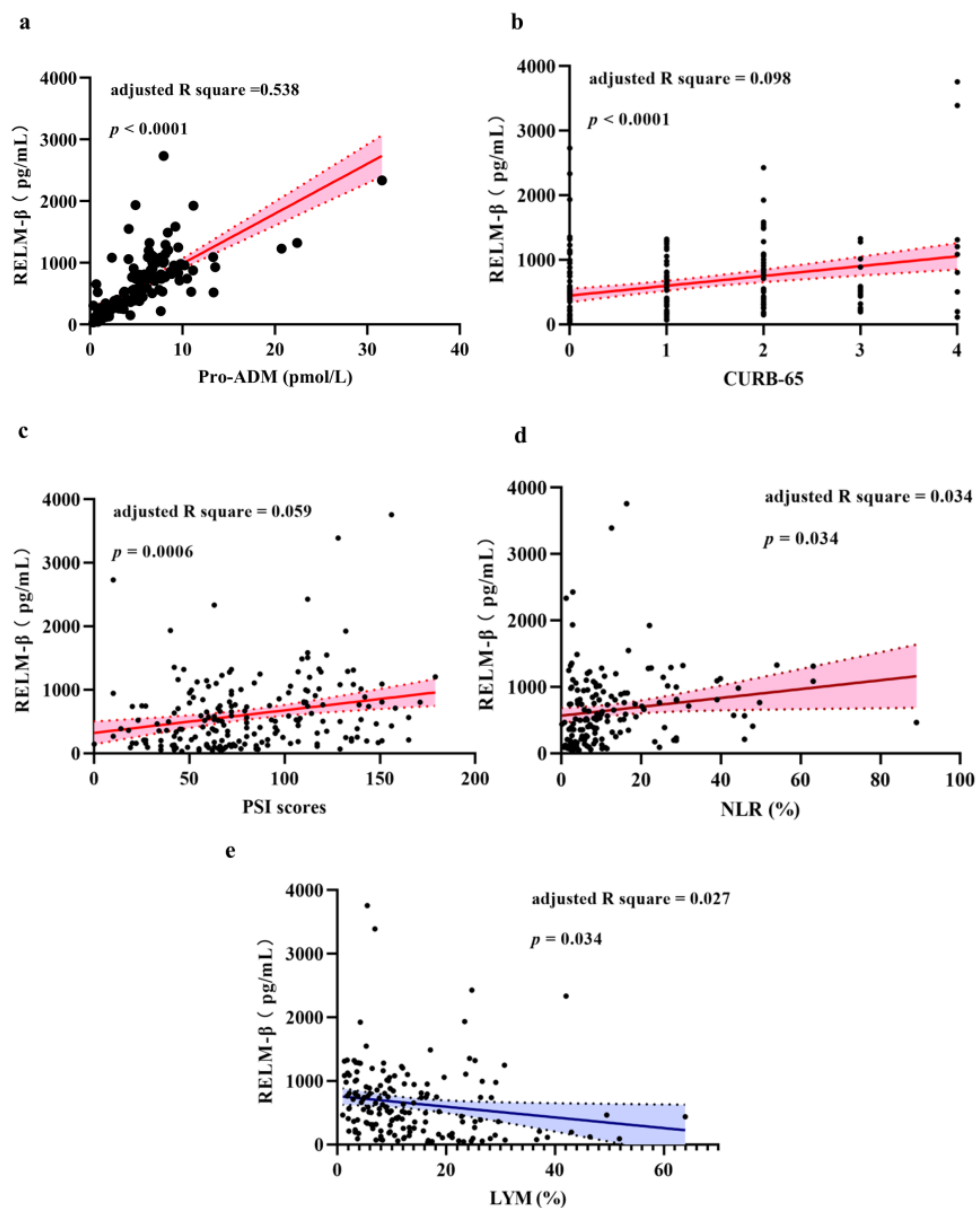 a
adjusted R square =0.538
p < 0.0001
RELM-β（ pg/mL）
4000
3000
2000
1000
0
0 10 20 30 40
Pro-ADM (pmol/L)
b
adjusted R square = 0.098
p < 0.0001
RELM-β（ pg/mL）
4000
3000
2000
1000
0
0 1 2 3 4
CURB-65
c
adjusted R square = 0.059
p = 0.0006
RELM-β（ pg/mL）
4000
3000
2000
1000
0
0 50 100 150 200
PSI scores
d
adjusted R square = 0.034
p = 0.034
RELM-β（ pg/mL）
4000
3000
2000
1000
0
0 20 40 60 80 100
NLR (%)
e
adjusted R square = 0.027
p = 0.034
RELM-β（ pg/mL）
4000
3000
2000
1000
0
0 20 40 60
LYM (%)